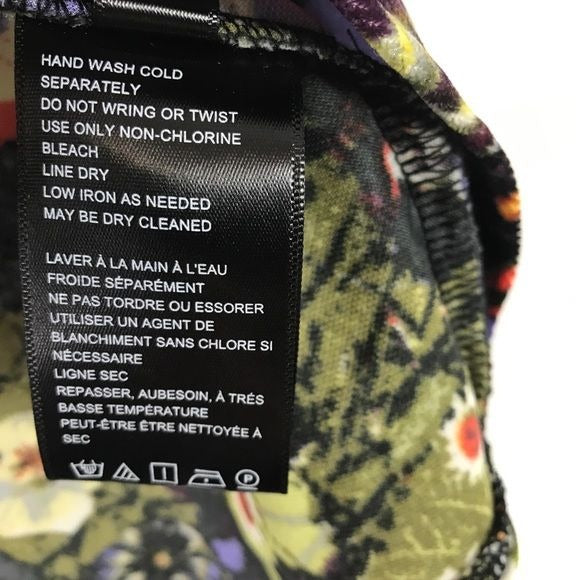 HAND WASH COLD
SEPARATELY
DO NOT WRING OR TWIST
USE ONLY NON-CHLORINE
BLEACH
LINE DRY
LOW IRON AS NEEDED
MAY BE DRY CLEANED
LAVER À LA MAIN À L'EAU
FROIDE SÉPARÉMENT
NE PAS TORDRE OU ESSORER
UTILISER UN AGENT DE
BLANCHIMENT SANS CHLORE SI
NÉCESSAIRE
LIGNE SEC
REPASSER, AUBESOIN, À TRÉS
BASSE TEMPÉRATURE
PEUT-ÊTRE ÊTRE NETTOYÉE À
SEC
P